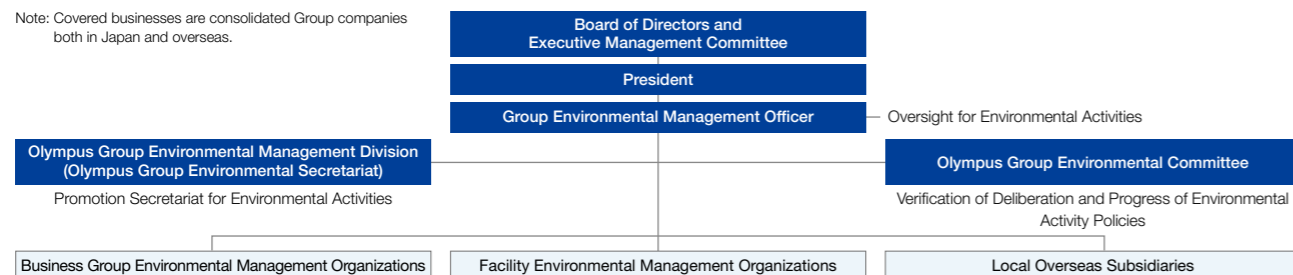 Note: Covered businesses are consolidated Group companies
both in Japan and overseas.
Board of Directors and
Executive Management Committee
President
Group Environmental Management Officer
Oversight for Environmental Activities
Olympus Group Environmental Management Division
(Olympus Group Environmental Secretariat)
Olympus Group Environmental Committee
Promotion Secretariat for Environmental Activities
Verification of Deliberation and Progress of Environmental
Activity Policies
Business Group Environmental Management Organizations
Facility Environmental Management Organizations
Local Overseas Subsidiaries